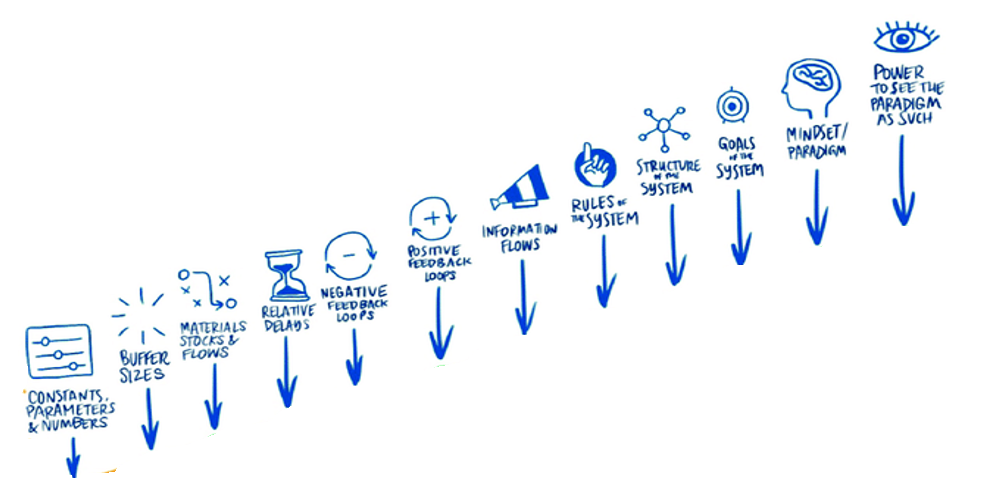 CONSTANTS,
PARAMETERS
& NUMBERS
BUFFER
SIZES
MATERIALS
STOCKS &
FLOWS
RELATIVE
DELAYS
NEGATIVE
FEEDBACK
LOOPS
POSITIVE
FEEDBACK
LOOPS
INFORMATION
FLOWS
RULES OF
THE SYSTEM
STRUCTURE
OF THE
SYSTEM
GOALS
OF THE
SYSTEM
MINDSET/
PARADIGM
POWER
TO SEE THE
PARADIGM
AS SUCH